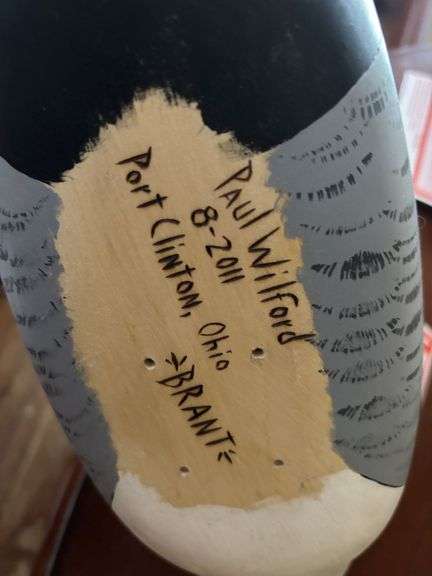 Paul Wilford
8-2011
Port Clinton, Ohio
BRANT